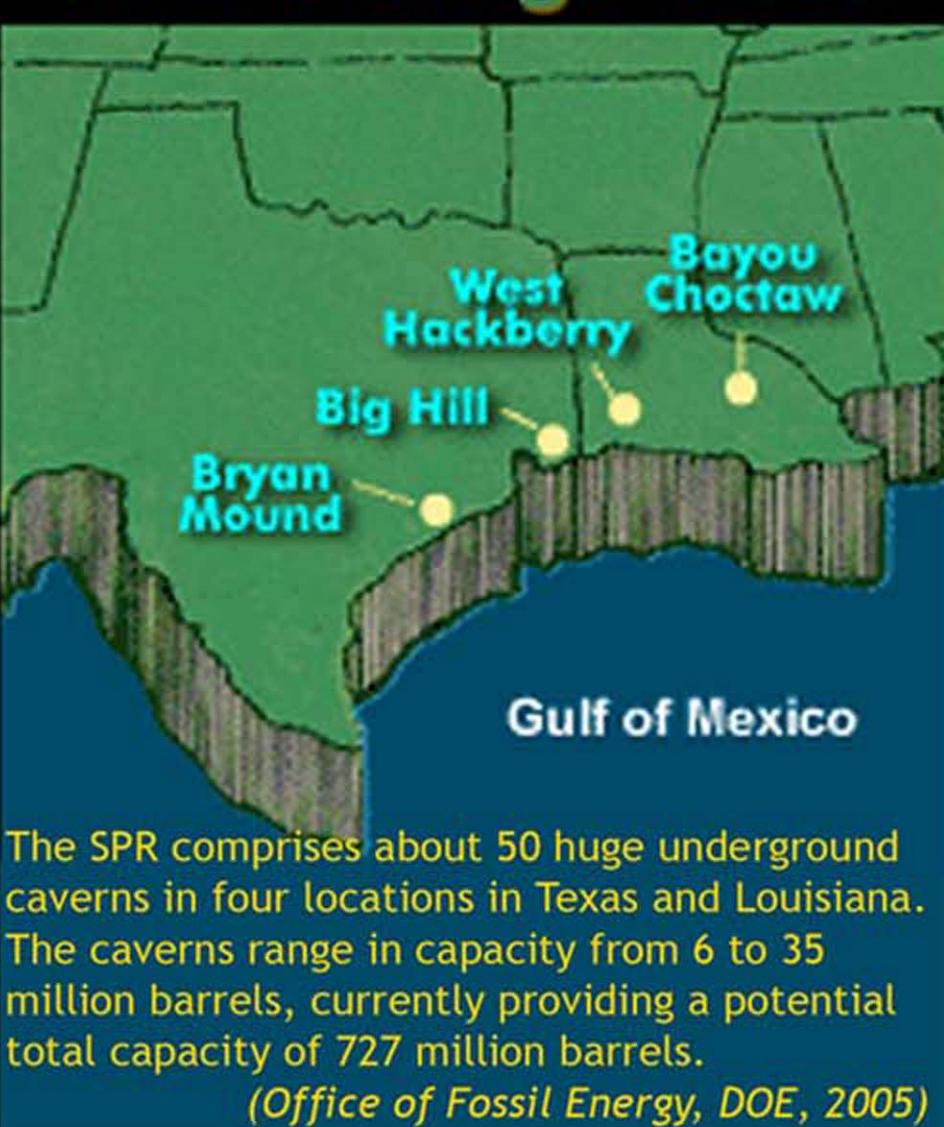 Bayou
Choctaw
West
Hackberry
Big Hill
Bryan
Mound
Gulf of Mexico
The SPR comprises about 50 huge underground
caverns in four locations in Texas and Louisiana.
The caverns range in capacity from 6 to 35
million barrels, currently providing a potential
total capacity of 727 million barrels.
(Office of Fossil Energy, DOE, 2005)